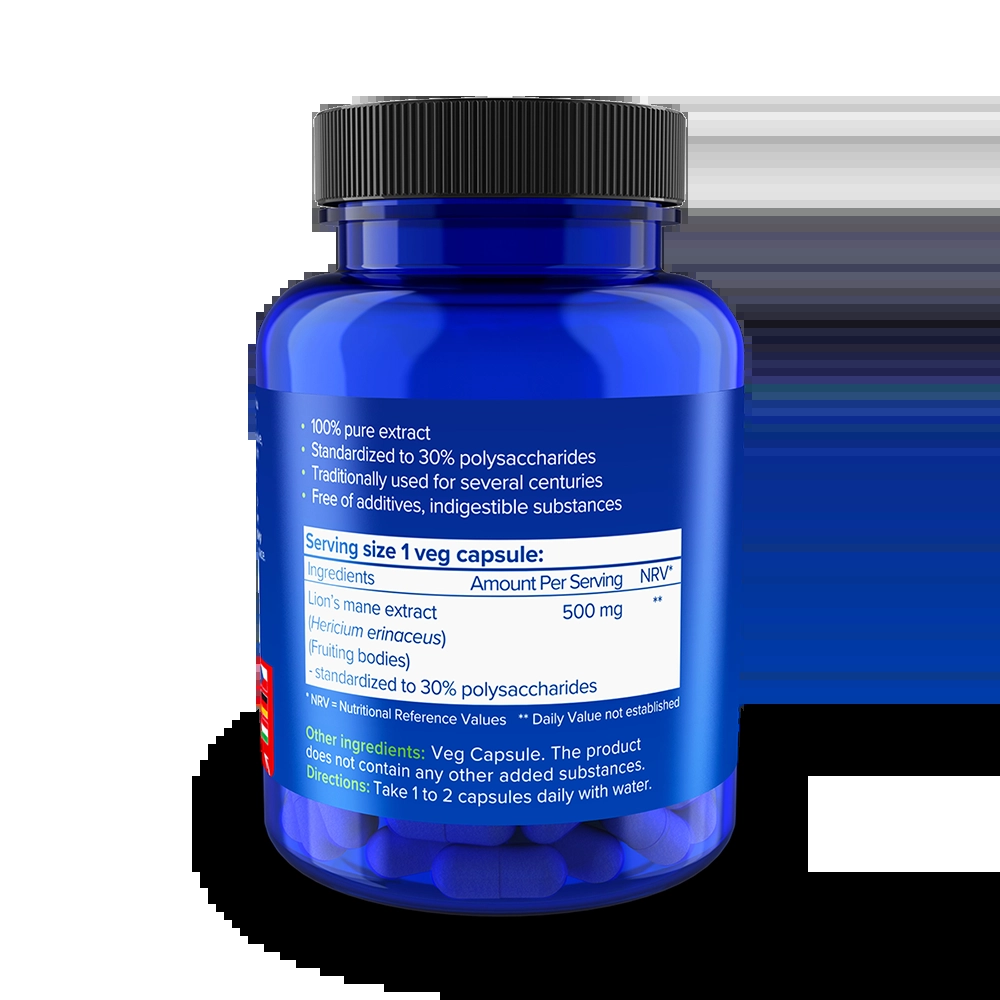 • 100% pure extract
• Standardized to 30% polysaccharides
• Traditionally used for several centuries
• Free of additives, indigestible substances
Serving size 1 veg capsule:
Ingredients Amount Per Serving NRV*
Lion's mane extract 500 mg **
(Hericium erinaceus)
(Fruiting bodies)
- standardized to 30% polysaccharides
* NRV = Nutritional Reference Values ** Daily Value not established
Other ingredients: Veg Capsule. The product
does not contain any other added substances.
Directions: Take 1 to 2 capsules daily with water.